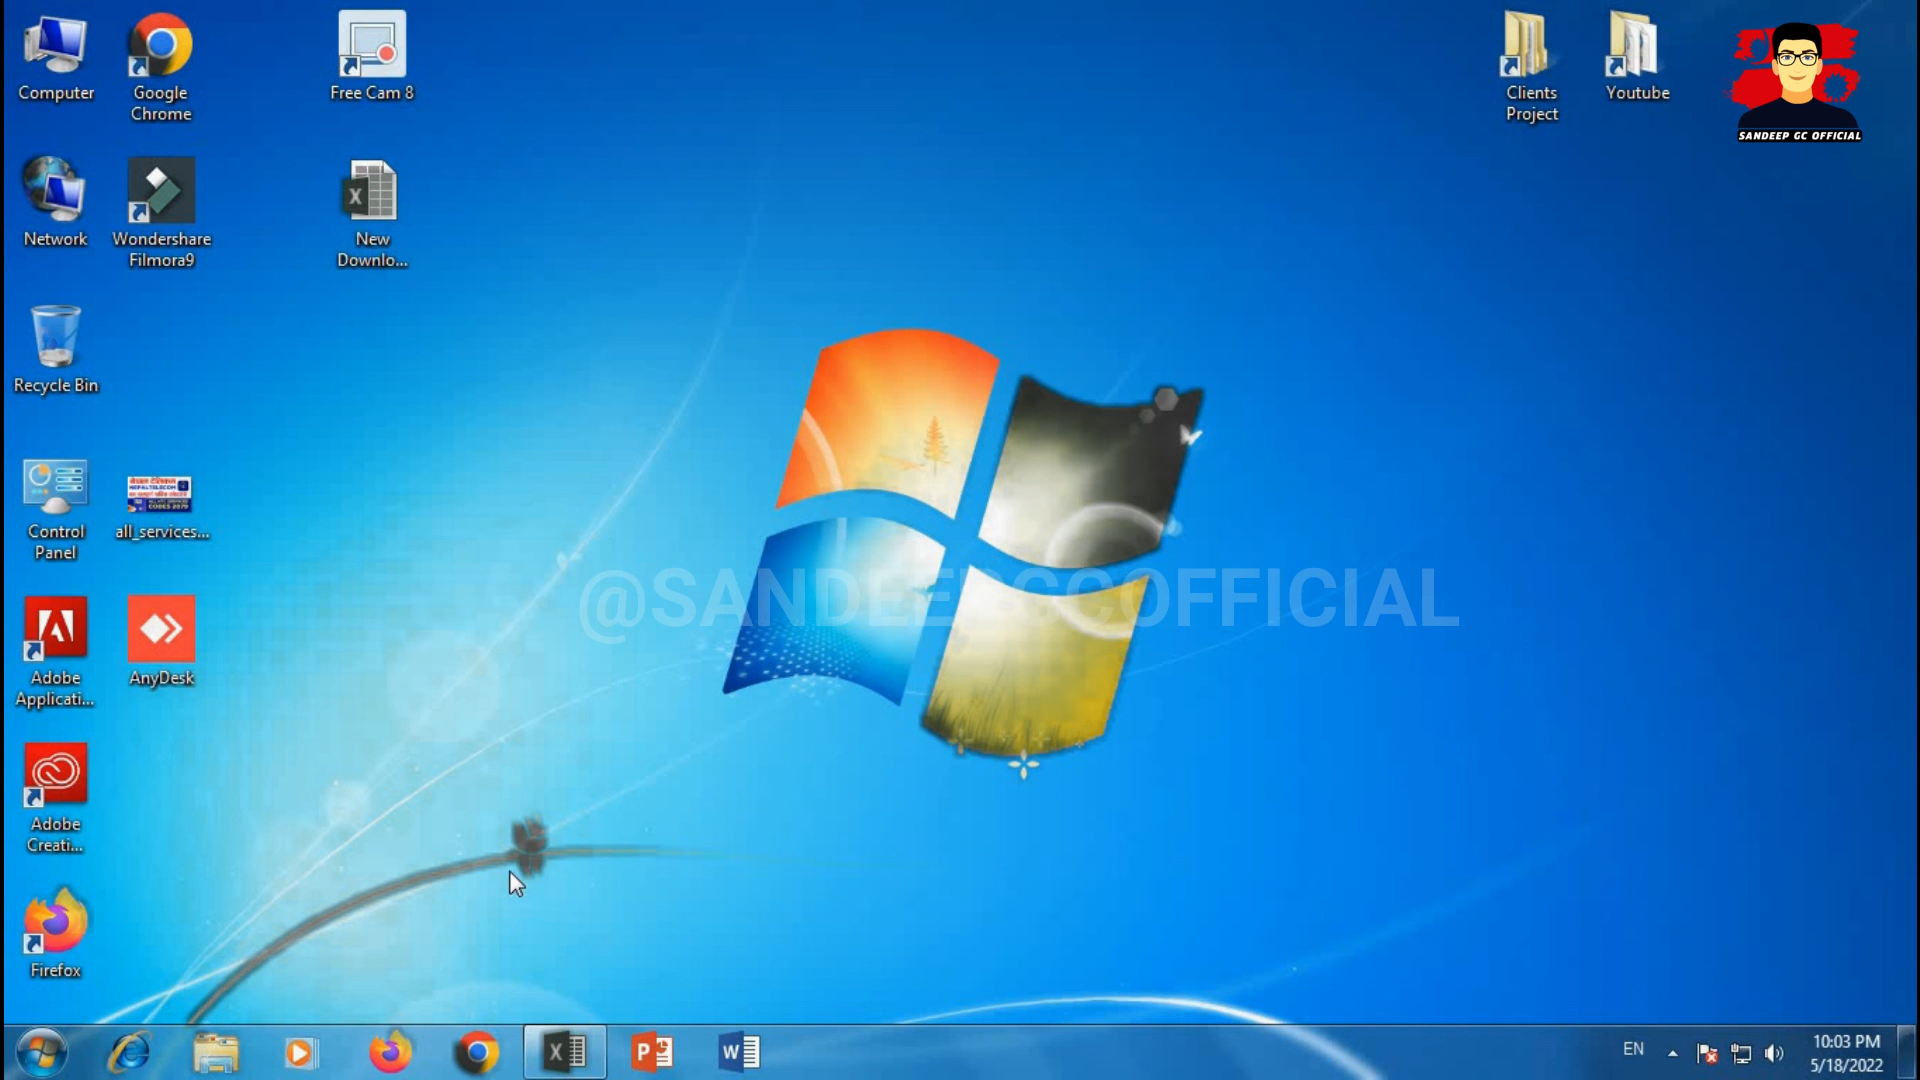 Computer
Google
Chrome
Free Cam 8
Clients
Project
Youtube
SANDEEP GC OFFICIAL
Network
Wondershare
Filmora9
New
Downlo...
Recycle Bin
Control
Panel
all_services...
@SANDEEPGCOFFICIAL
Adobe
Applicati...
AnyDesk
Adobe
Creati...
Firefox
EN
10:03 PM
5/18/2022